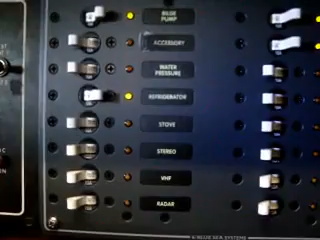 BILGE
PUMP
ACCESSORY
WATER
PRESSURE
REFRIGERATOR
STOVE
STEREO
VHF
RADAR
BLUE SEA SYSTEMS